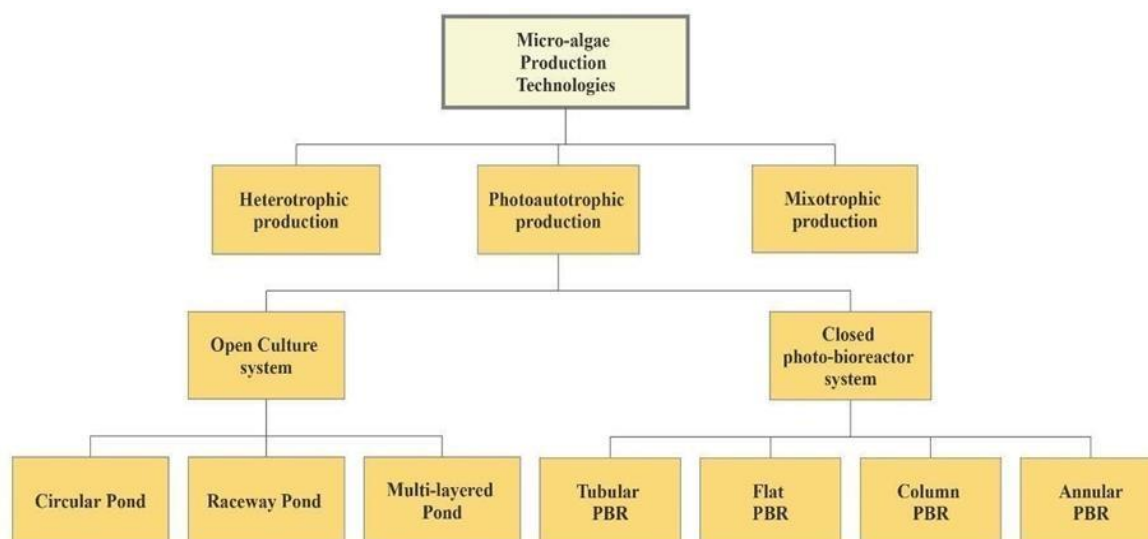 Micro-algae
Production
Technologies
Heterotrophic
production
Photoautotrophic
production
Mixotrophic
production
Open Culture
system
Closed
photo-bioreactor
system
Circular Pond
Raceway Pond
Multi-layered
Pond
Tubular
PBR
Flat
PBR
Column
PBR
Annular
PBR